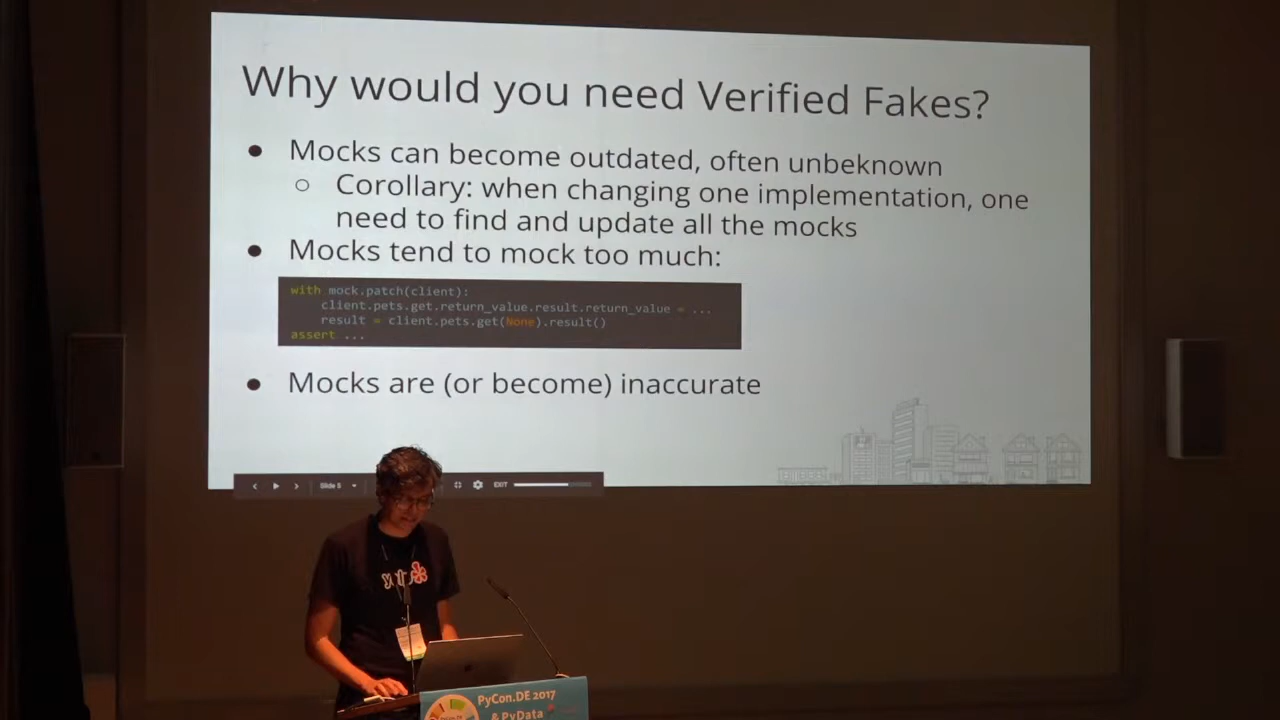 Why would you need Verified Fakes?
● Mocks can become outdated, often unbeknown
○ Corollary: when changing one implementation, one
need to find and update all the mocks
● Mocks tend to mock too much:
with mock.patch(client):
client.pets.get.return_value.result.return_value = ...
result = client.pets.get(None).result()
assert ...
● Mocks are (or become) inaccurate
Slide 5
EXIT
PyCon.DE 2017
& PyData